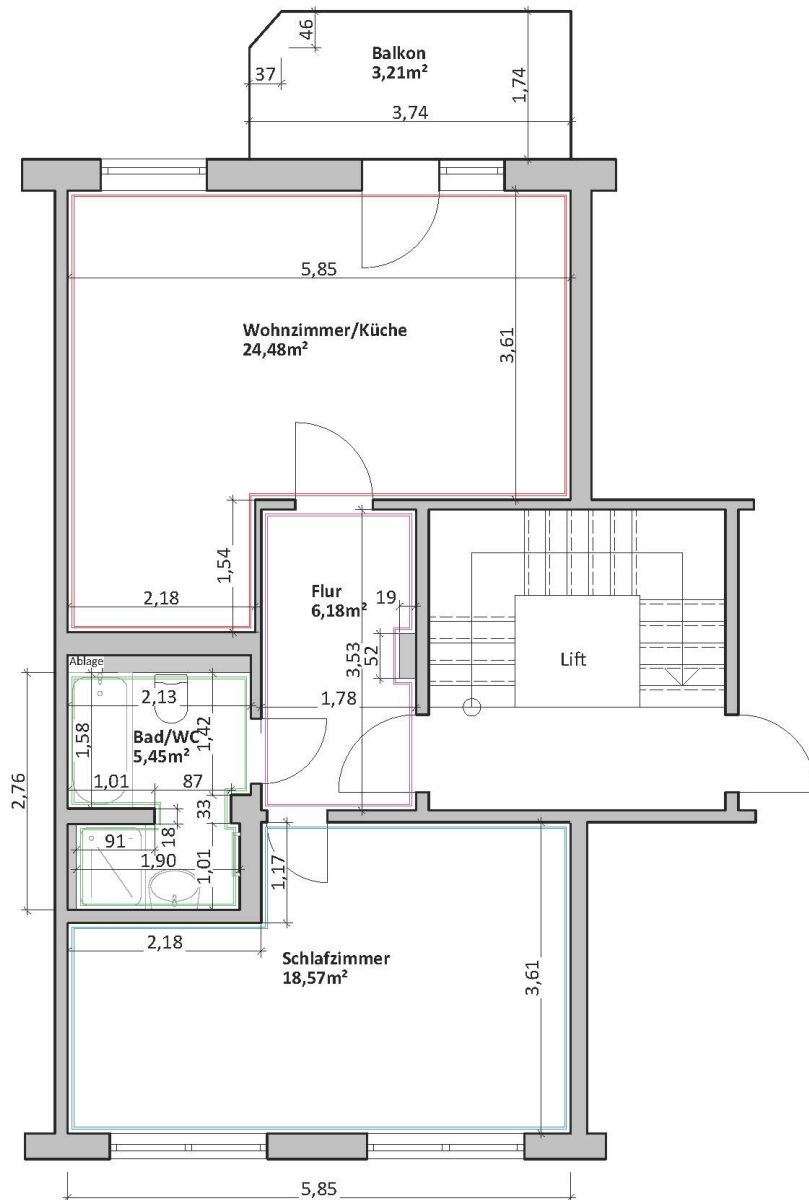 46
Balkon
3,21m²
37
1,74
3,74
5,85
Wohnzimmer/Küche
24,48m²
3,61
1,54
2,18
Flur
6,18m²
19
3,53
52
Lift
Ablage
2,13
1,78
1,58
Bad/WC
5,45m²
1,42
1,01
87
2,76
33
18
91
1,90
1,01
1,17
2,18
Schlafzimmer
18,57m²
3,61
5,85